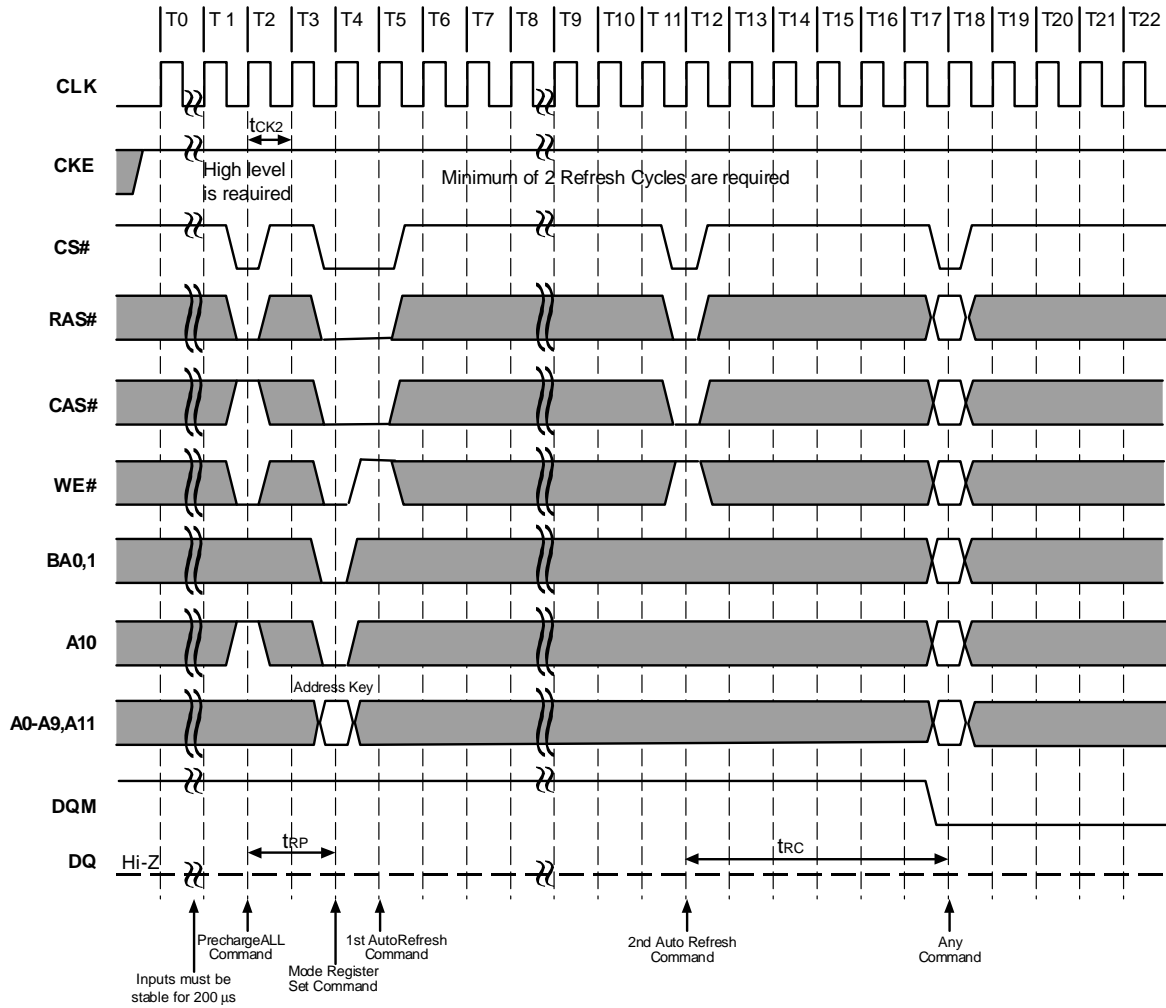 T0 T 1 T2 T3 T4 T5 T6 T7 T8 T9 T10 T 11 T12 T13 T14 T15 T16 T17 T18 T19 T20 T21 T22
CLK
tCK2
CKE
High level
is reauired
Minimum of 2 Refresh Cycles are required
CS#
RAS#
CAS#
WE#
BA0,1
A10
Address Key
A0-A9,A11
DQM
tRP
tRC
DQ
Hi-Z
PrechargeALL
Command
1st AutoRefresh
Command
2nd Auto Refresh
Command
Any
Command
Inputs must be
stable for 200 µs
Mode Register
Set Command